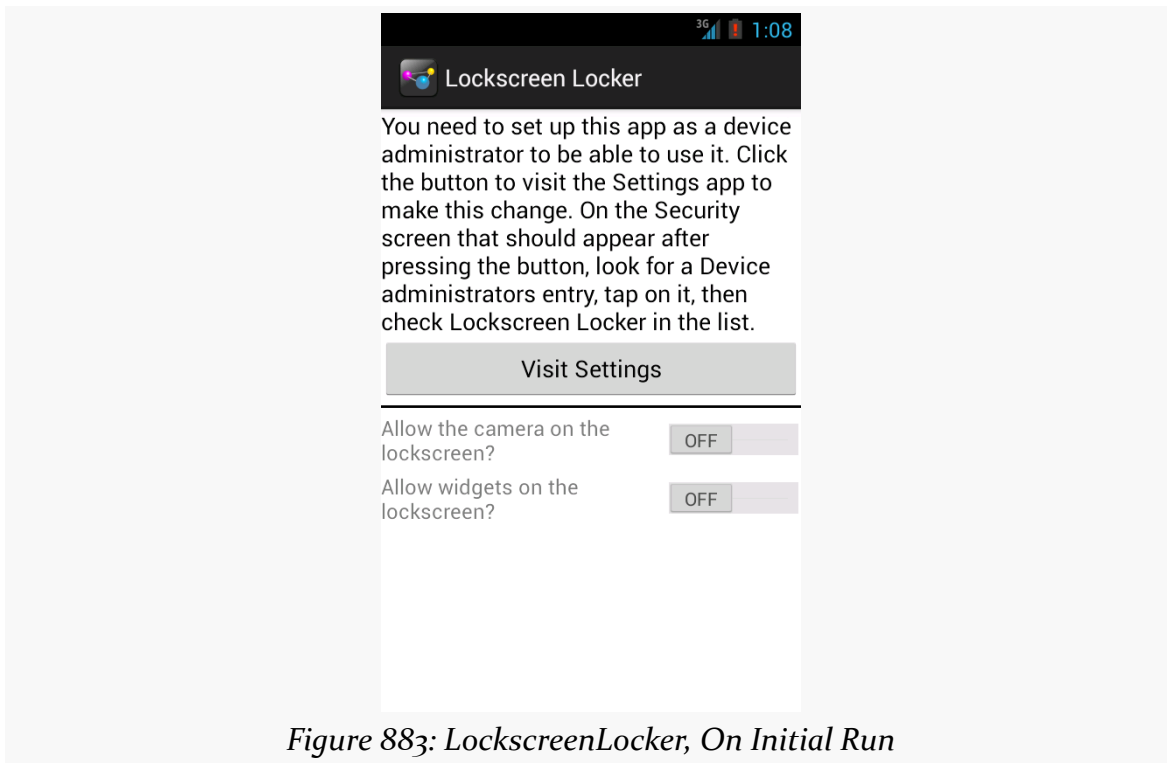 3G 1:08
Lockscreen Locker
You need to set up this app as a device
administrator to be able to use it. Click
the button to visit the Settings app to
make this change. On the Security
screen that should appear after
pressing the button, look for a Device
administrators entry, tap on it, then
check Lockscreen Locker in the list.
Visit Settings
Allow the camera on the
lockscreen?
OFF
Allow widgets on the
lockscreen?
OFF
Figure 883: LockscreenLocker, On Initial Run